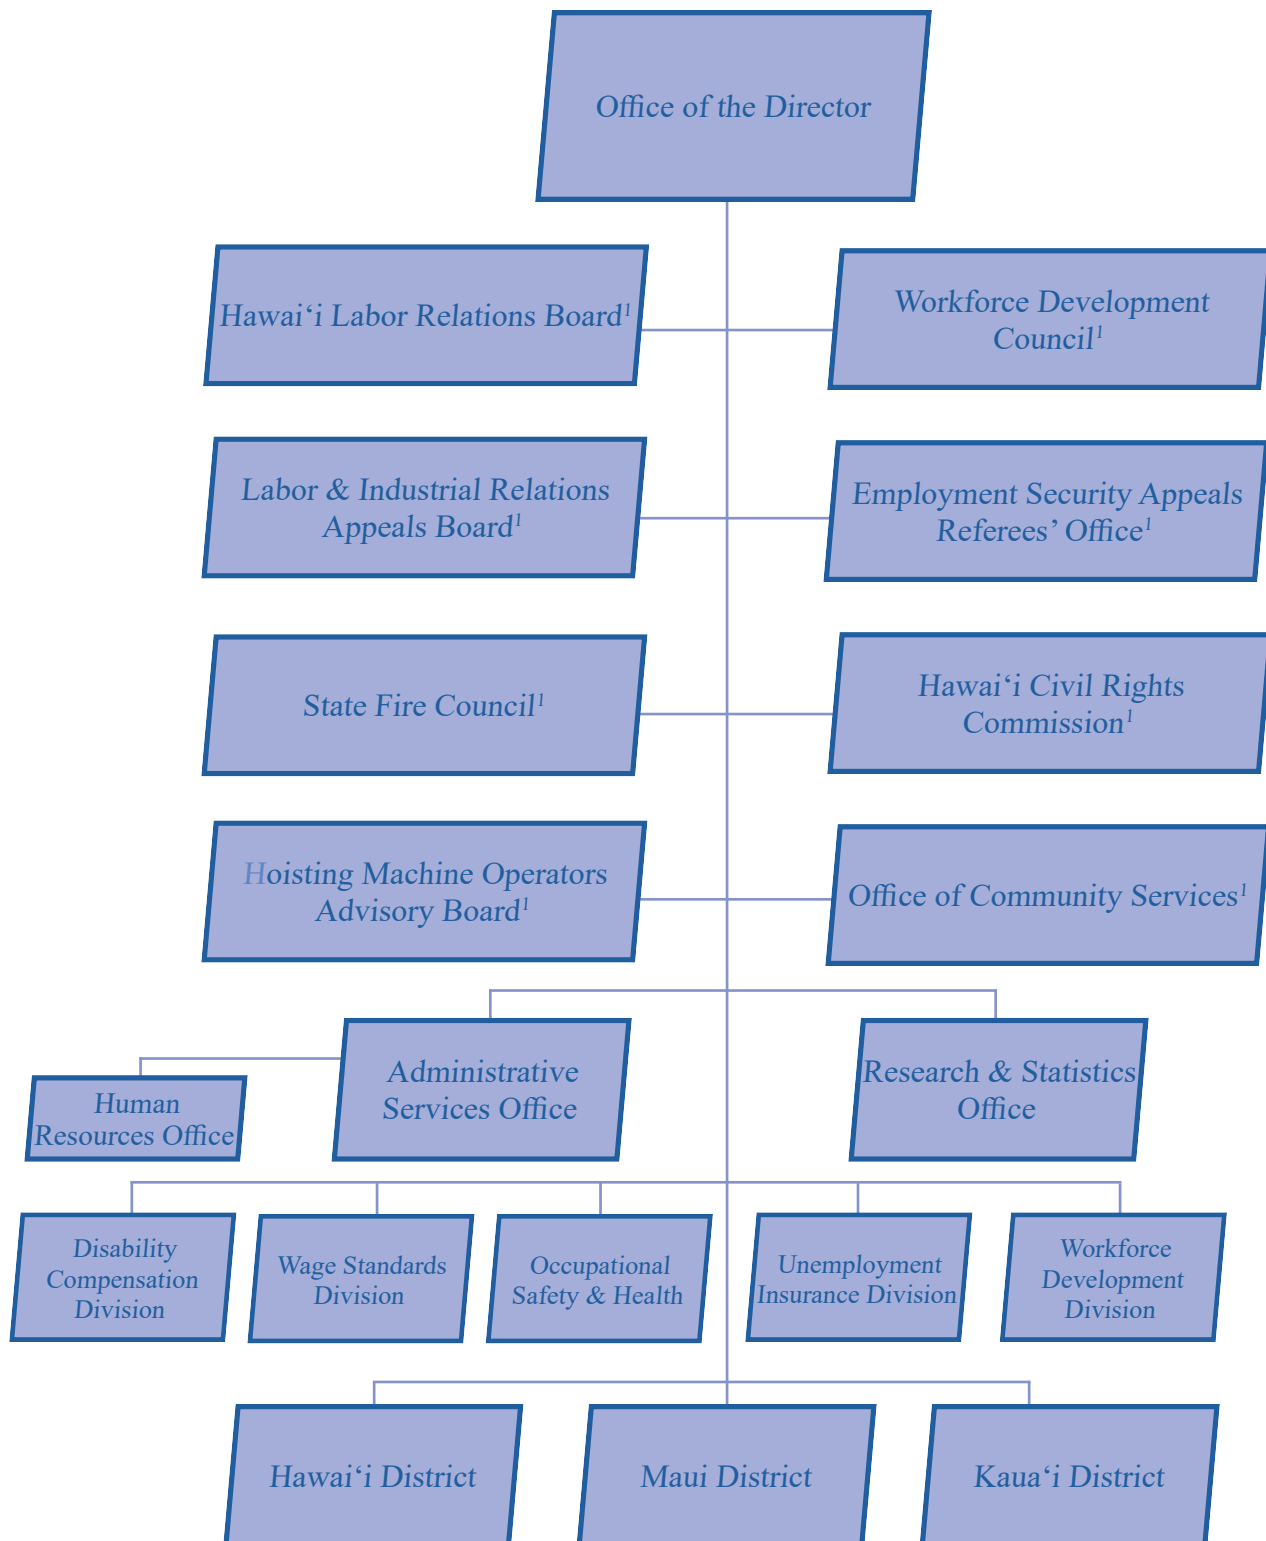 Office of the Director
Hawaiʻi Labor Relations Board¹
Workforce Development
Council¹
Labor & Industrial Relations
Appeals Board¹
Employment Security Appeals
Referees’ Office¹
State Fire Council¹
Hawaiʻi Civil Rights
Commission¹
Hoisting Machine Operators
Advisory Board¹
Office of Community Services¹
Administrative
Services Office
Research & Statistics
Office
Human
Resources Office
Disability
Compensation
Division
Wage Standards
Division
Occupational
Safety & Health
Unemployment
Insurance Division
Workforce
Development
Division
Hawaiʻi District
Maui District
Kauaʻi District